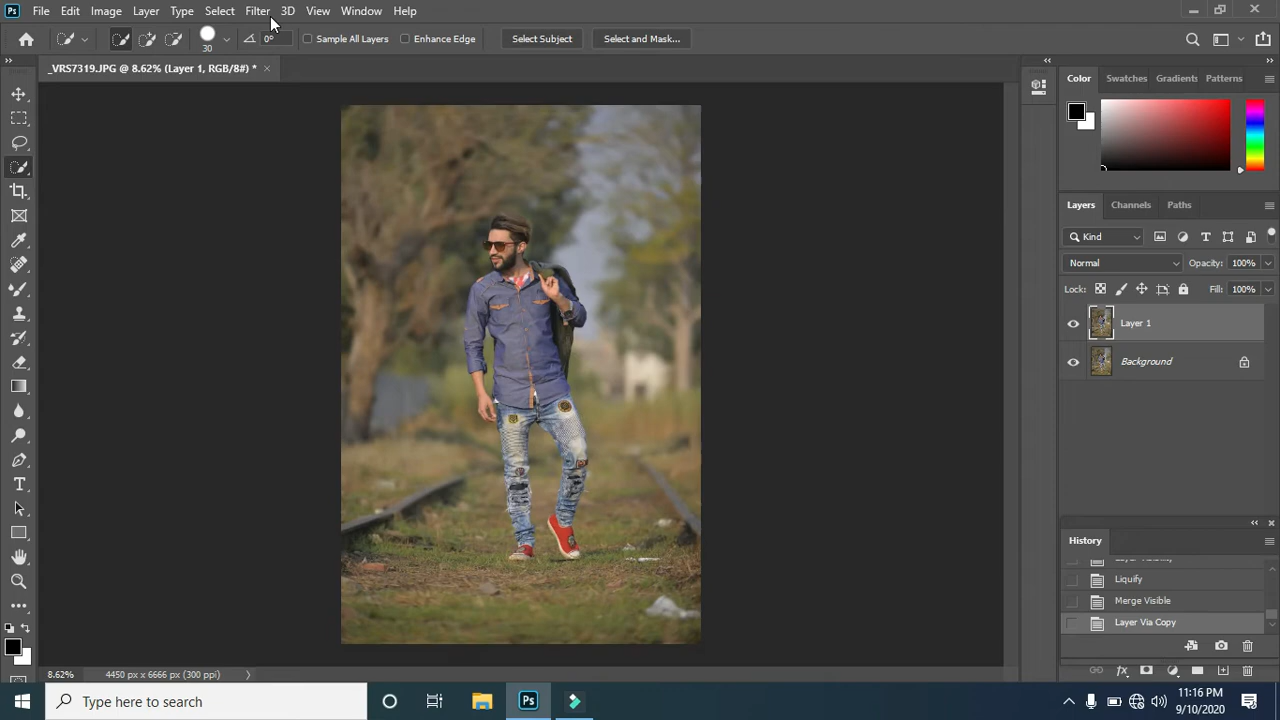 Ps File Edit Image Layer Type Select Filter 3D View Window Help
30 0° Sample All Layers Enhance Edge Select Subject Select and Mask...
_VRS7319.JPG @ 8.62% (Layer 1, RGB/8#) * ×
Color Swatches Gradients Patterns
Layers Channels Paths
Kind
Normal Opacity: 100%
Lock: Fill: 100%
Layer 1
Background
History
Liquify
Merge Visible
Layer Via Copy
8.62% 4450 px x 6666 px (300 ppi)
Type here to search
Ps
11:16 PM
9/10/2020